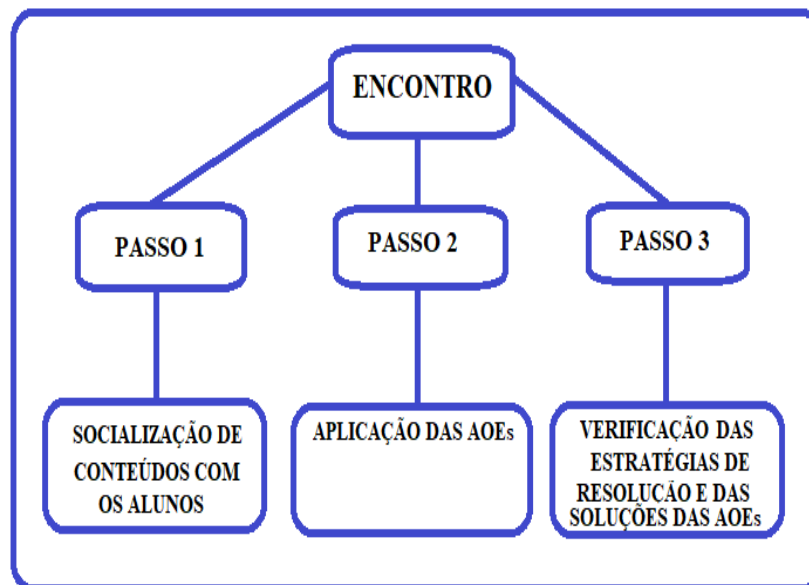 ENCONTRO
PASSO 1
PASSO 2
PASSO 3
SOCIALIZAÇÃO DE
CONTEÚDOS COM
OS ALUNOS
APLICAÇÃO DAS AOEs
VERIFICAÇÃO DAS
ESTRATÉGIAS DE
RESOLUÇÃO E DAS
SOLUÇÕES DAS AOEs